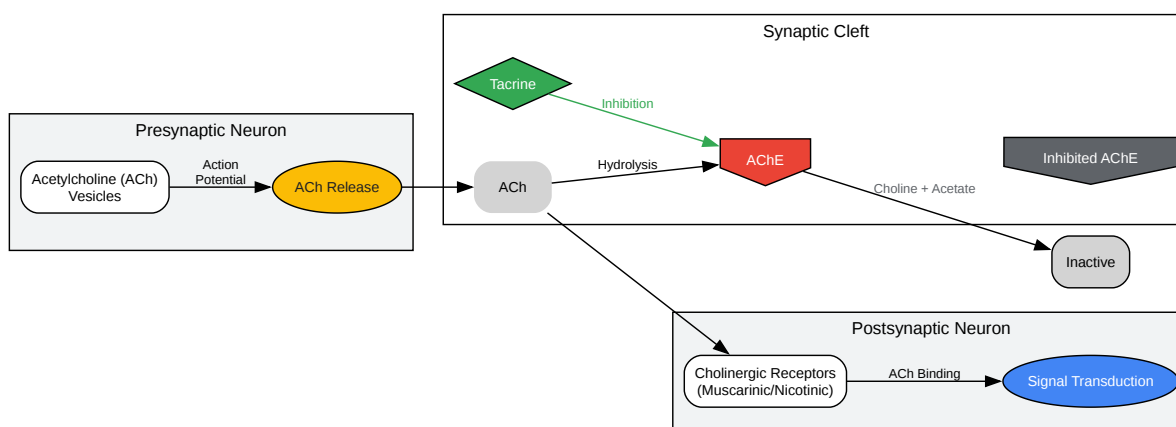 Synaptic Cleft
Tacrine
Inhibition
Presynaptic Neuron
Acetylcholine (ACh)
Vesicles
Action
Potential
ACh Release
ACh
Hydrolysis
AChE
Inhibited AChE
Choline + Acetate
Inactive
Postsynaptic Neuron
Cholinergic Receptors
(Muscarinic/Nicotinic)
ACh Binding
Signal Transduction